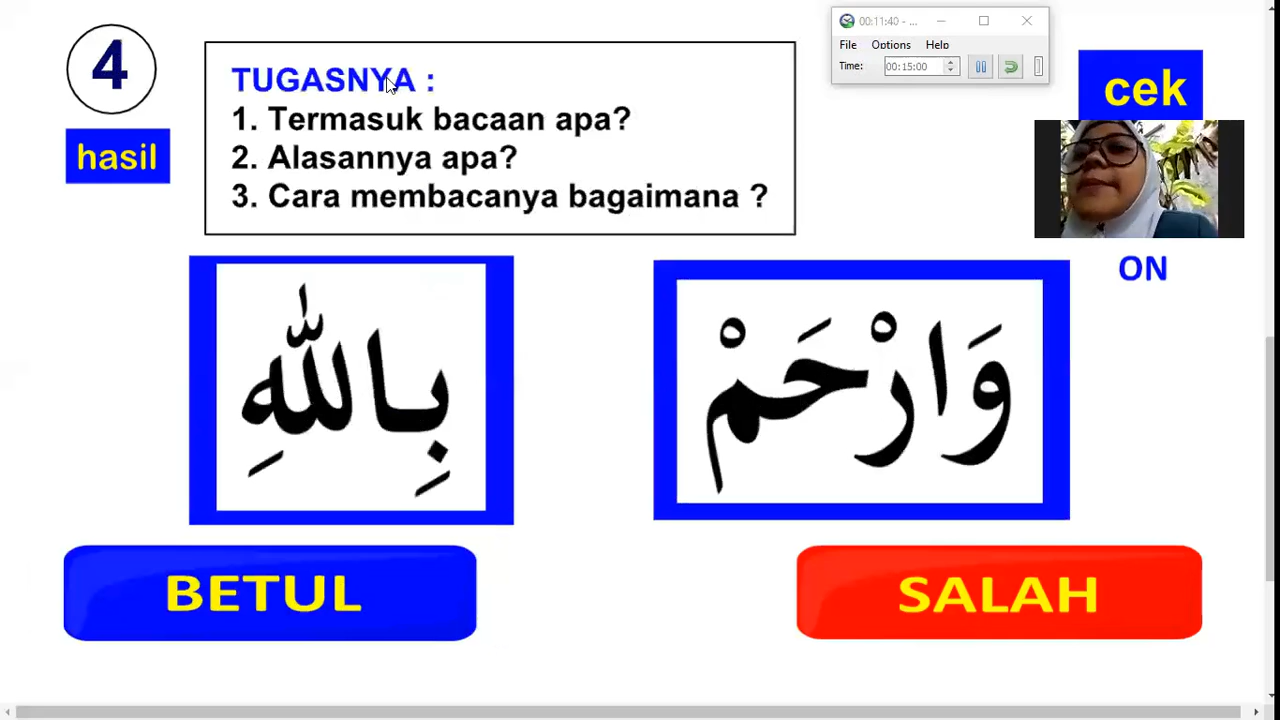 4
hasil
TUGASNYA :
1. Termasuk bacaan apa?
2. Alasannya apa?
3. Cara membacanya bagaimana ?
00:11:40 - ...
File Options Help
Time: 00:15:00
cek
ON
بِاللّٰهِ
وَارْحَمْ
BETUL
SALAH